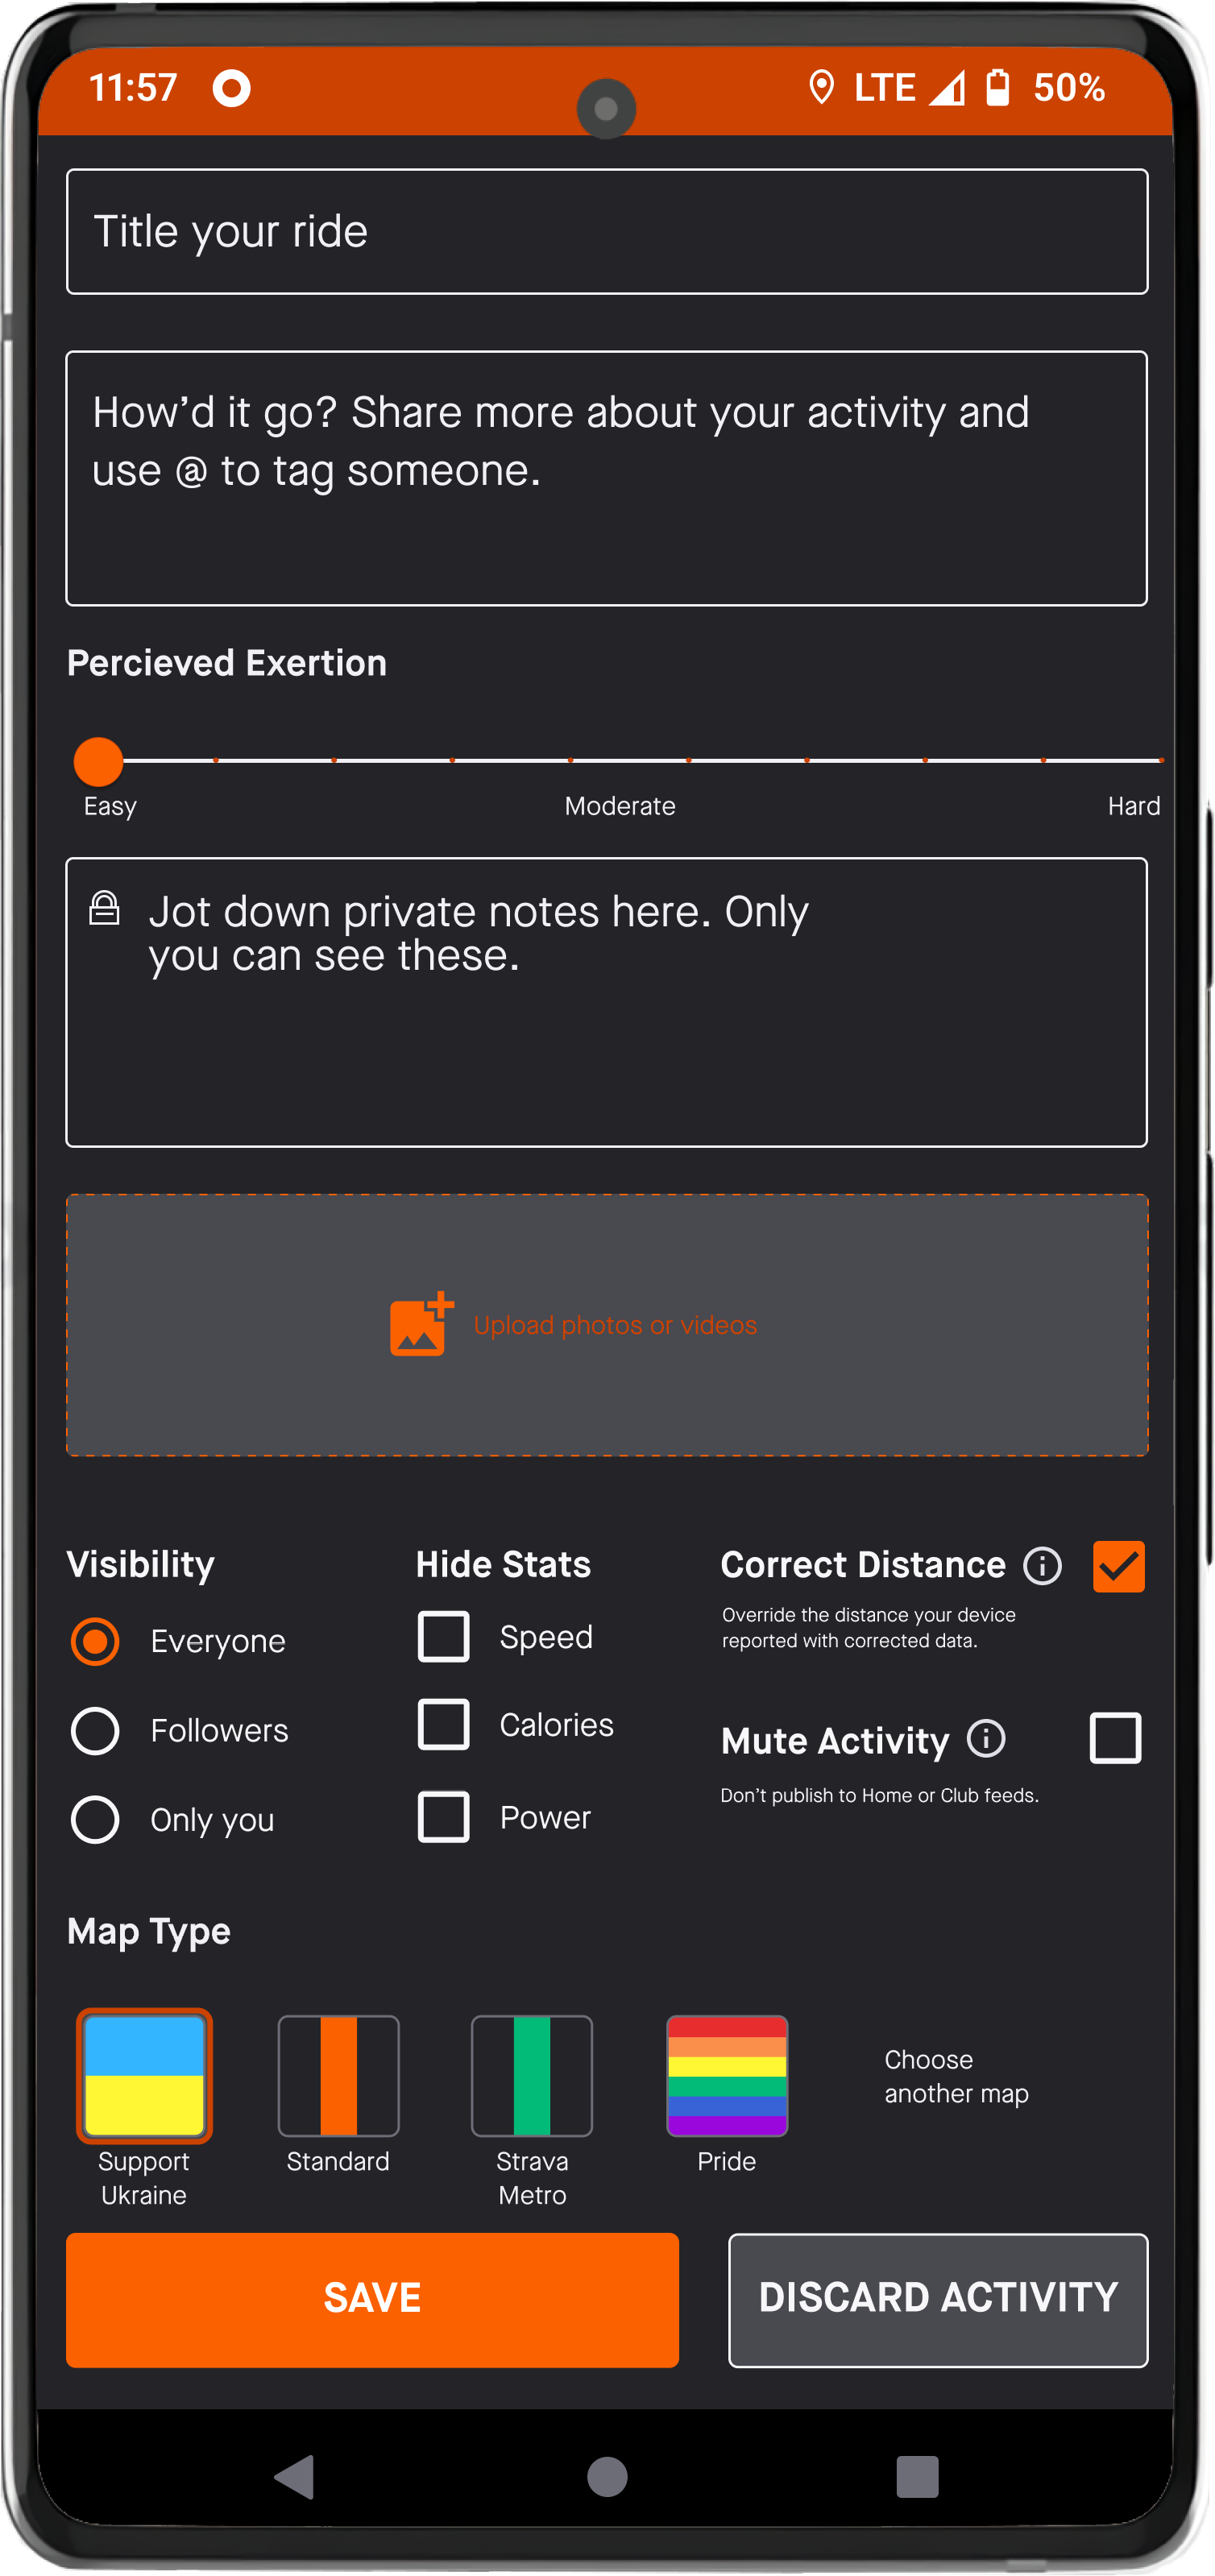 11:57 LTE 50%
Title your ride
How’d it go? Share more about your activity and
use @ to tag someone.
Percieved Exertion
Easy Moderate Hard
Jot down private notes here. Only
you can see these.
Upload photos or videos
Visibility
Everyone
Followers
Only you
Hide Stats
Speed
Calories
Power
Correct Distance
Override the distance your device
reported with corrected data.
Mute Activity
Don’t publish to Home or Club feeds.
Map Type
Support
Ukraine
Standard
Strava
Metro
Pride
Choose
another map
SAVE
DISCARD ACTIVITY